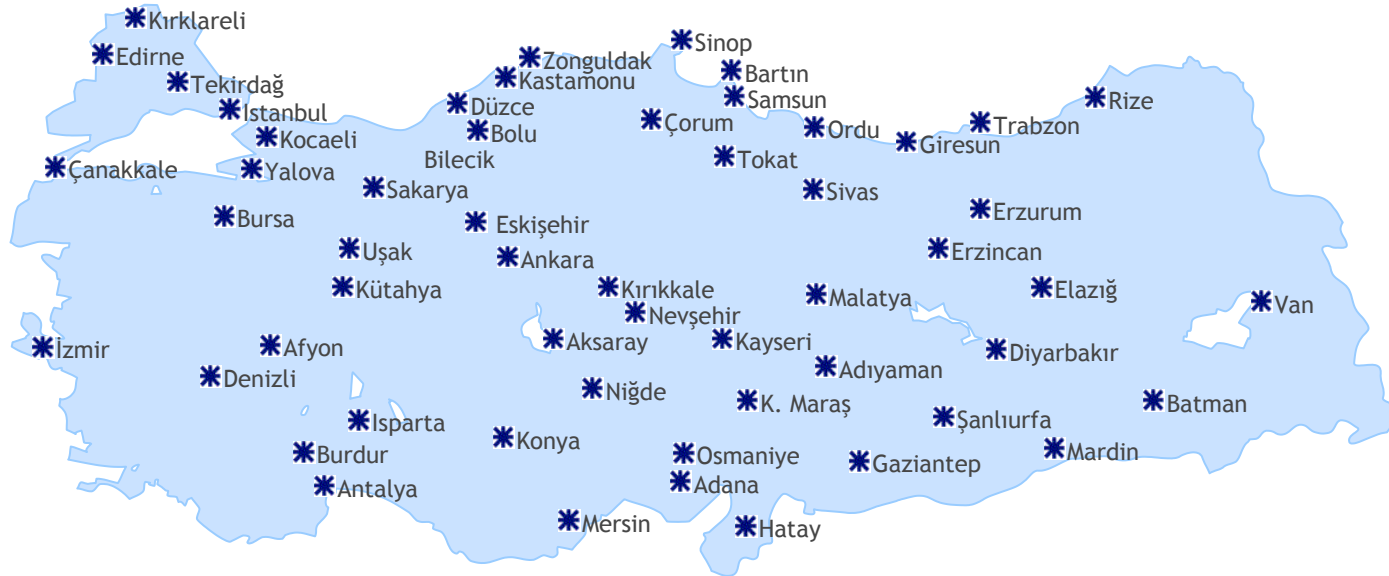 Kırklareli
Edirne
Zonguldak
Sinop
Tekirdağ
Kastamonu
Bartın
İstanbul
Düzce
Samsun
Rize
Kocaeli
Bolu
Çorum
Ordu
Trabzon
Giresun
Bilecik
Tokat
Çanakkale
Yalova
Sakarya
Sivas
Bursa
Eskişehir
Erzurum
Uşak
Ankara
Erzincan
Kütahya
Kırıkkale
Malatya
Elazığ
Van
Nevşehir
İzmir
Afyon
Aksaray
Kayseri
Diyarbakır
Denizli
Adıyaman
Niğde
K. Maraş
Batman
Isparta
Şanlıurfa
Konya
Burdur
Osmaniye
Gaziantep
Mardin
Antalya
Adana
Mersin
Hatay